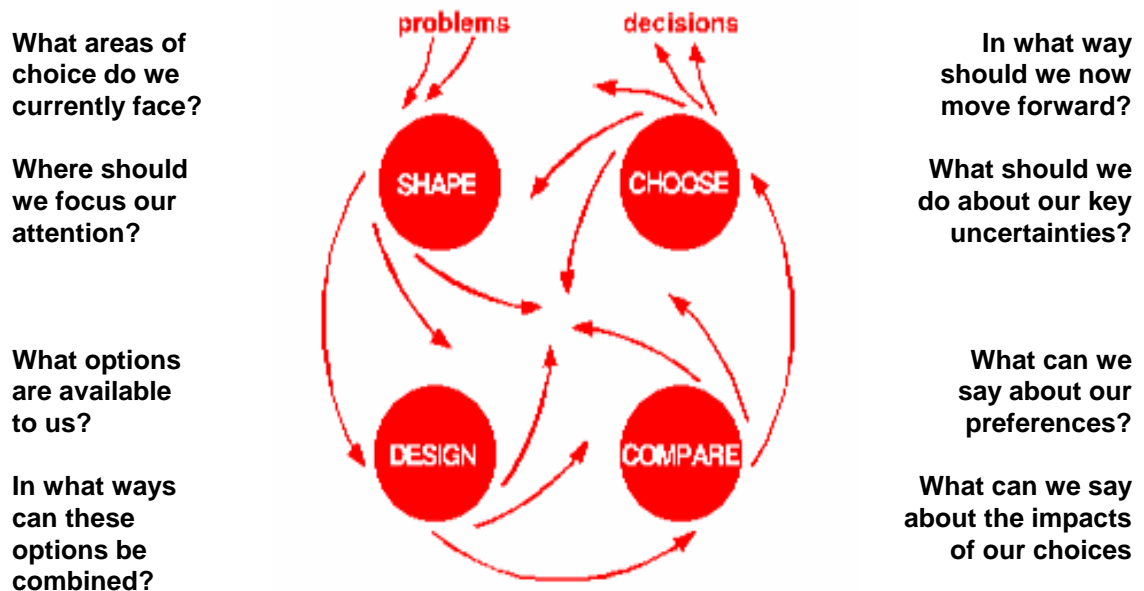 What areas of
choice do we
currently face?
Where should
we focus our
attention?
What options
are available
to us?
In what ways
can these
options be
combined?
problems
decisions
SHAPE
CHOOSE
DESIGN
COMPARE
In what way
should we now
move forward?
What should we
do about our key
uncertainties?
What can we
say about our
preferences?
What can we say
about the impacts
of our choices